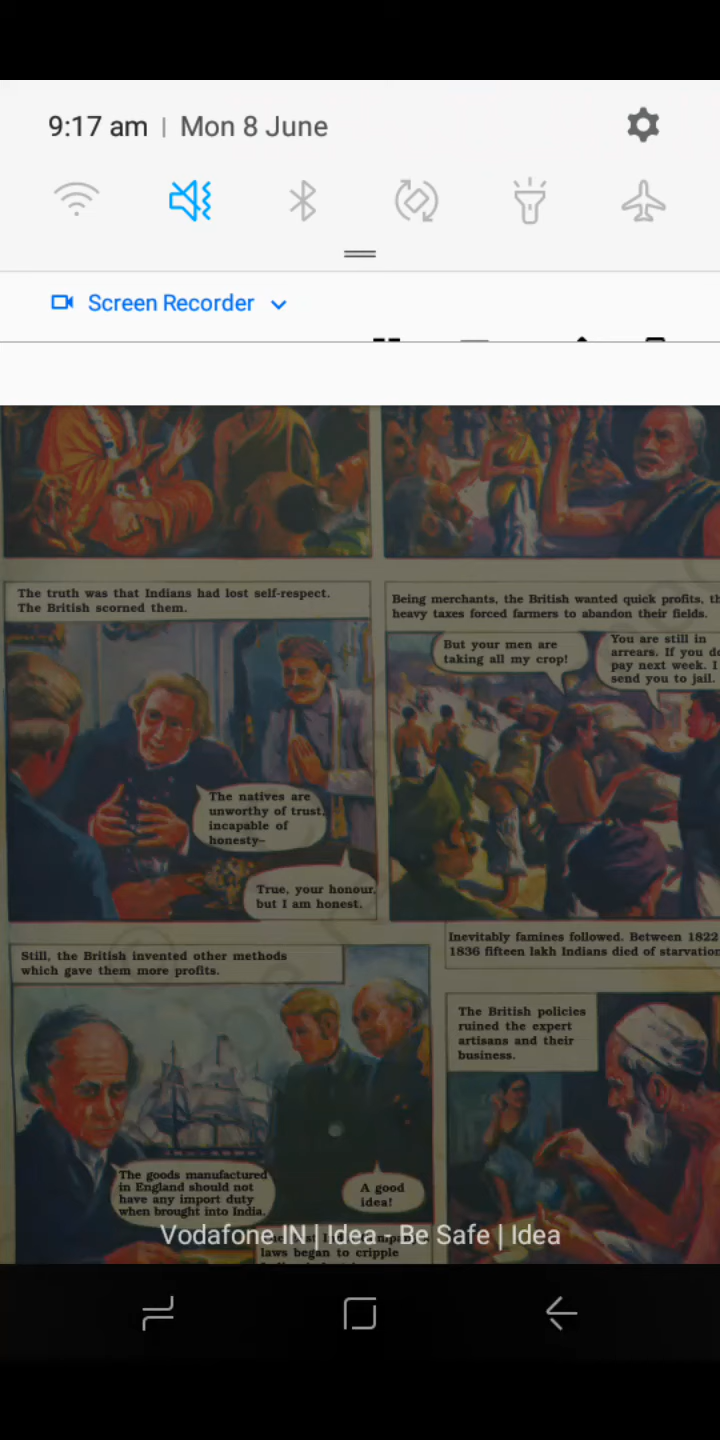 9:17 am | Mon 8 June
Screen Recorder
The truth was that Indians had lost self-respect.
The British scorned them.
The natives are
unworthy of trust,
incapable of
honesty–
True, your honour,
but I am honest.
Being merchants, the British wanted quick profits,
heavy taxes forced farmers to abandon their fields.
But your men are
taking all my crop!
You are still in
arrears. If you
pay next week. I
send you to jail.
Still, the British invented other methods
which gave them more profits.
The goods manufactured
in England should not
have any import duty
when brought into India.
A good
idea!
Inevitably famines followed. Between 1822
1836 fifteen lakh Indians died of starvation
The British policies
ruined the expert
artisans and their
business.
laws began to cripple
Vodafone IN | Idea - Be Safe | Idea